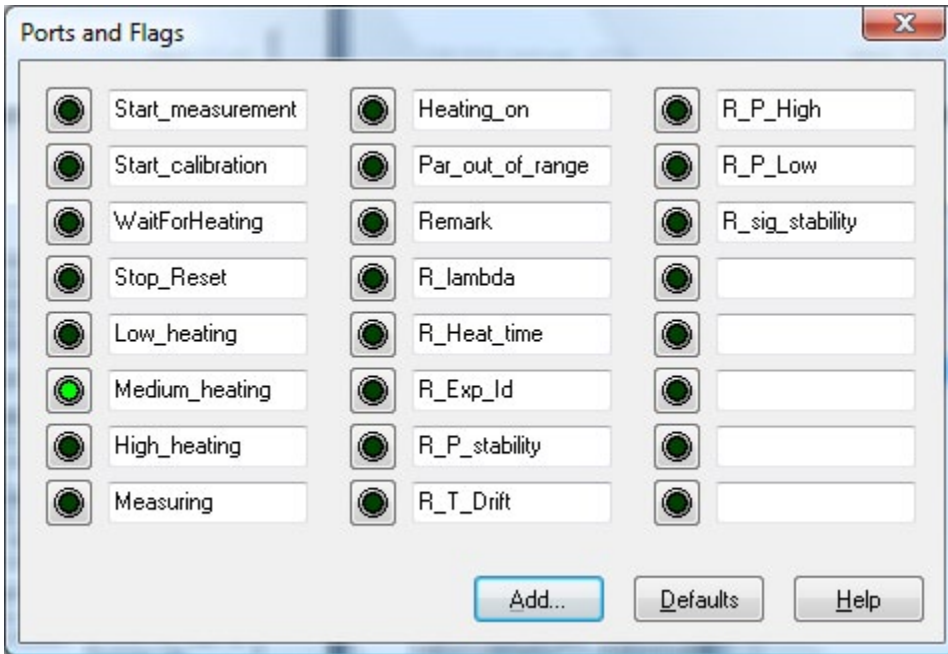 Ports and Flags
Start_measurement
Start_calibration
WaitForHeating
Stop_Reset
Low_heating
Medium_heating
High_heating
Measuring
Heating_on
Par_out_of_range
Remark
R_lambda
R_Heat_time
R_Exp_Id
R_P_stability
R_T_Drift
R_P_High
R_P_Low
R_sig_stability
Add...
Defaults
Help